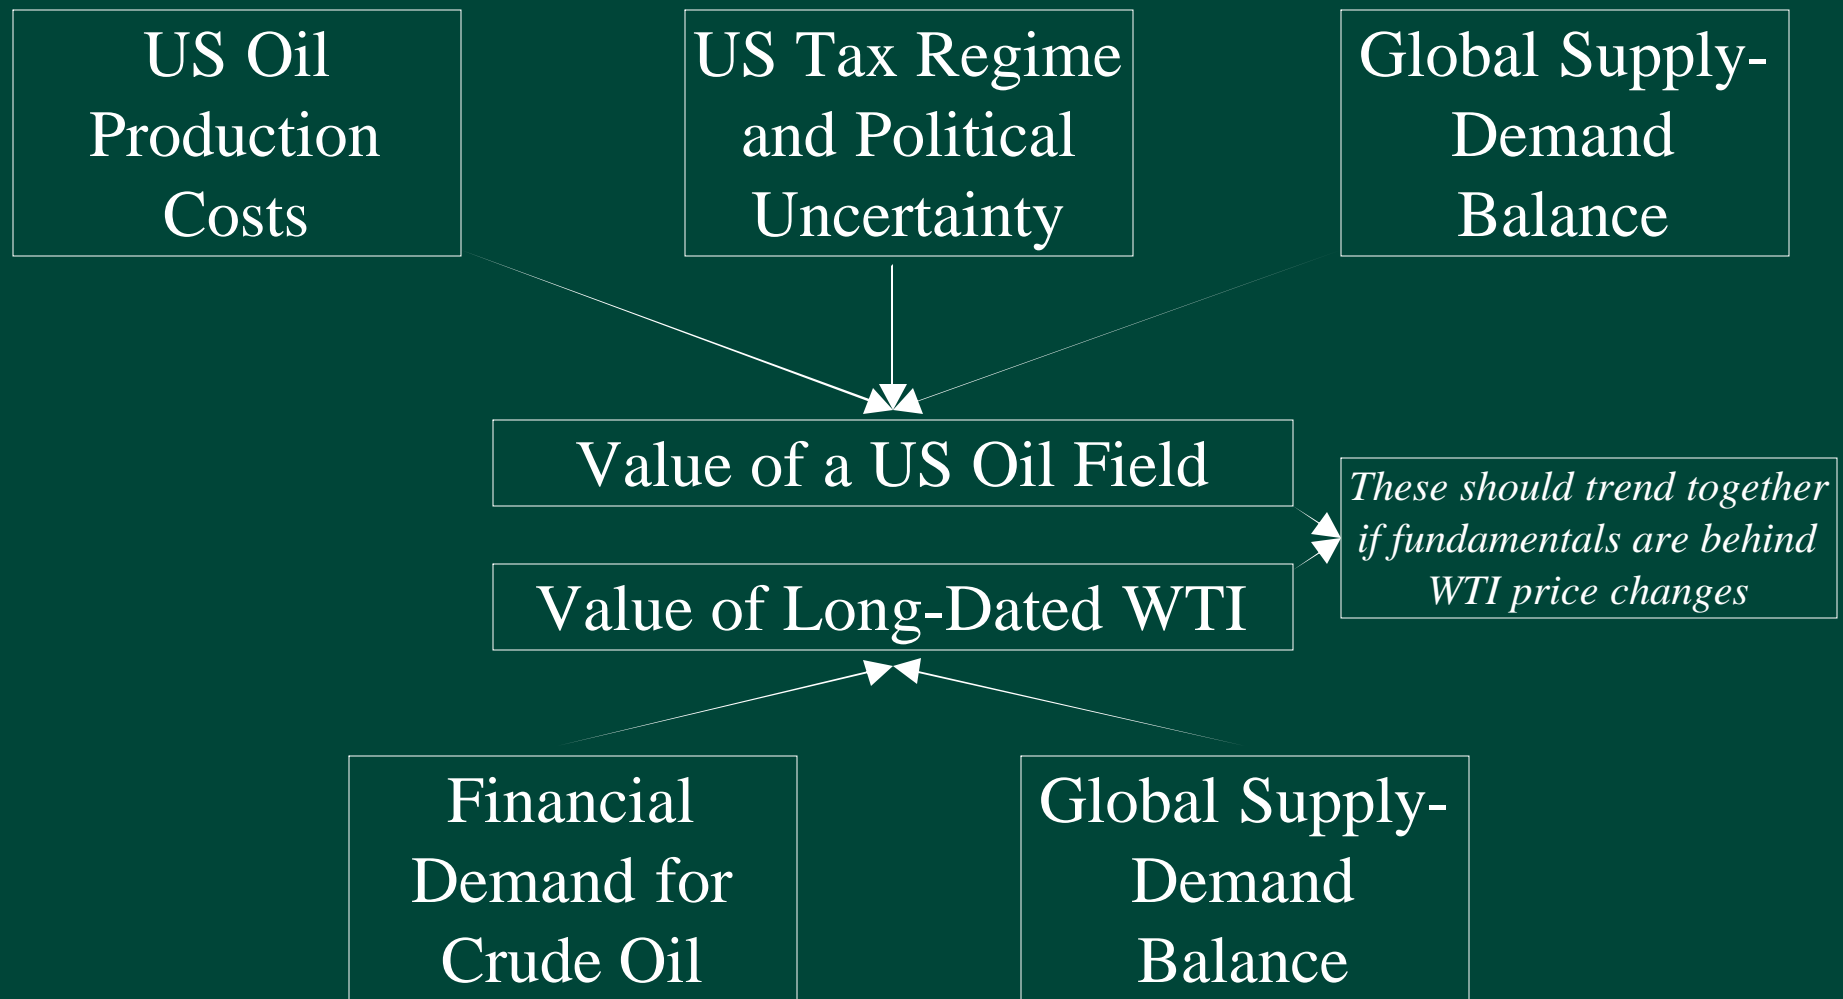 US Oil
Production
Costs
US Tax Regime
and Political
Uncertainty
Global Supply-
Demand
Balance
Value of a US Oil Field
These should trend together
if fundamentals are behind
WTI price changes
Value of Long-Dated WTI
Financial
Demand for
Crude Oil
Global Supply-
Demand
Balance